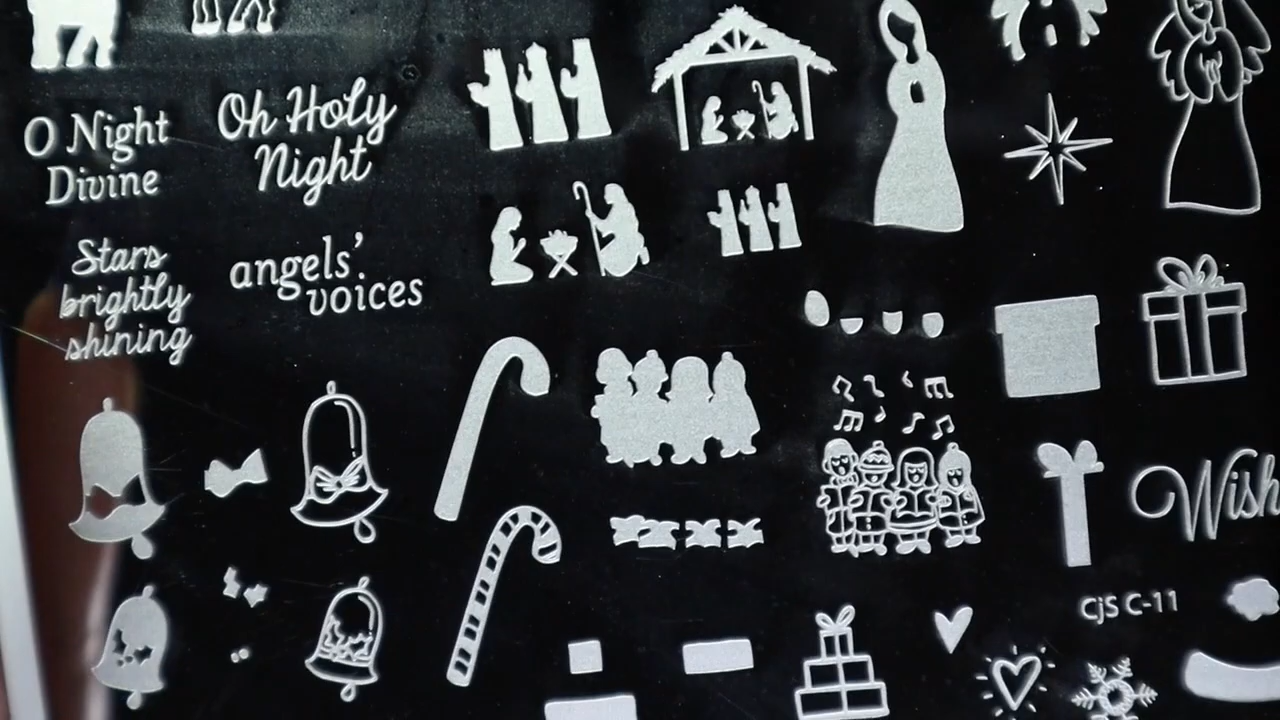 O Night
Divine
Oh Holy
Night
Stars
brightly
shining
angels'
voices
Wish
CjS C-11